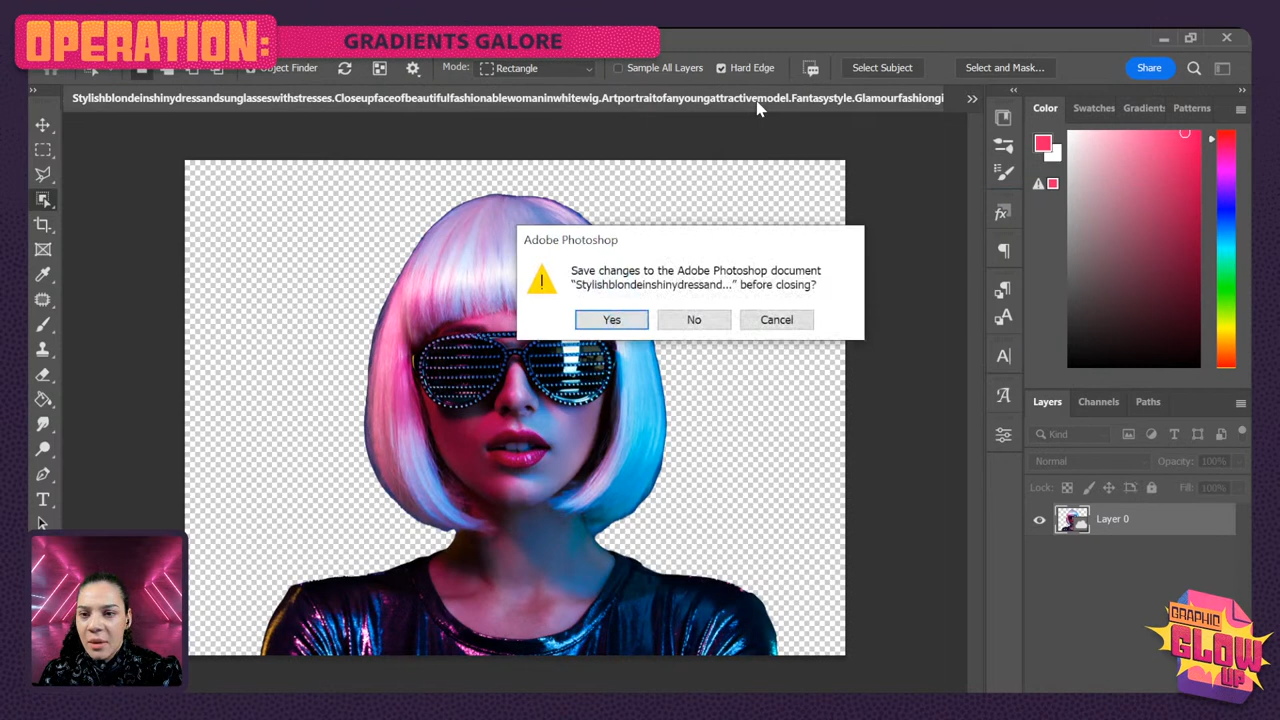 OPERATION:
GRADIENTS GALORE
Object Finder
Mode:
Rectangle
Sample All Layers
Hard Edge
Select Subject
Select and Mask...
Share
Stylishblondeinshinydressandsunglasseswithstresses.Closeupfaceofbeautifulfashionablewomaninwhitewig.Artportraitofanyoungattractivemodel.Fantasystyle.Glamourfashiongi
Color
Swatches
Gradients
Patterns
Adobe Photoshop
Save changes to the Adobe Photoshop document
“Stylishblondeinshinydressand...” before closing?
Yes
No
Cancel
Layers
Channels
Paths
Kind
Normal
Opacity: 100%
Lock:
Fill: 100%
Layer 0
GRAPHIC
GLOW
UP